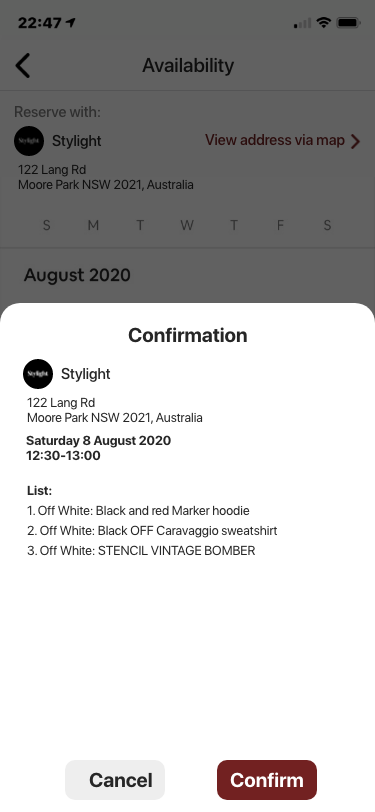 22:47
Availability
Reserve with:
Stylight
Stylight
View address via map
122 Lang Rd
Moore Park NSW 2021, Australia
S M T W T F S
August 2020
Confirmation
Stylight
Stylight
122 Lang Rd
Moore Park NSW 2021, Australia
Saturday 8 August 2020
12:30-13:00
List:
1. Off White: Black and red Marker hoodie
2. Off White: Black OFF Caravaggio sweatshirt
3. Off White: STENCIL VINTAGE BOMBER
Cancel
Confirm